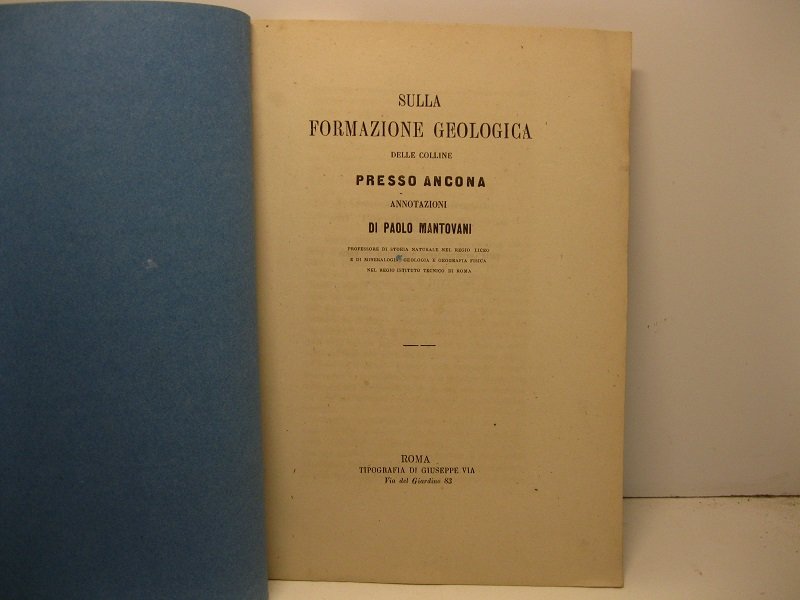 SULLA
FORMAZIONE GEOLOGICA
DELLE COLLINE
PRESSO ANCONA
ANNOTAZIONI
DI PAOLO MANTOVANI
PROFESSORE DI STORIA NATURALE NEL REGIO LICEO
E DI MINERALOGIA GEOLOGIA E GEOGRAFIA FISICA
NEL REGIO ISTITUTO TECNICO DI ROMA
ROMA
TIPOGRAFIA DI GIUSEPPE VIA
Via del Giardino 83